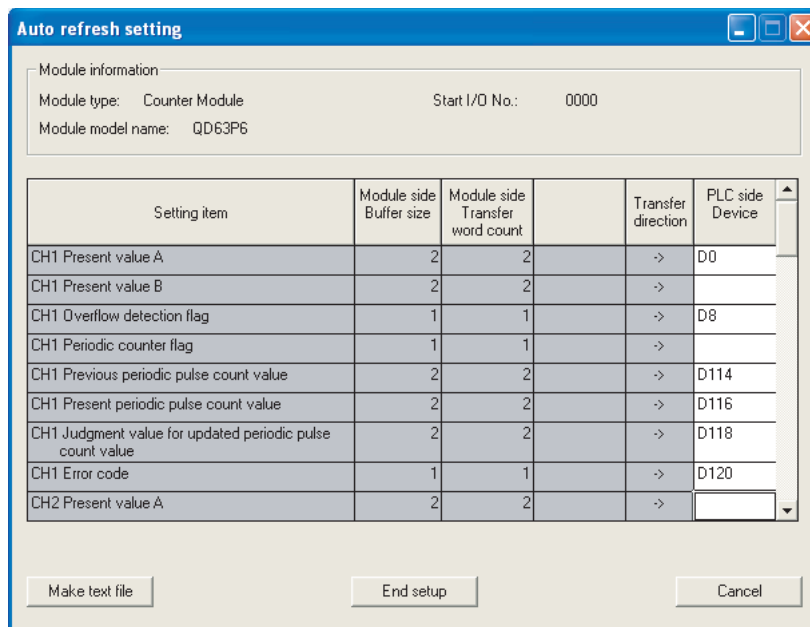 Auto refresh setting
Module information
Module type: Counter Module Start I/O No.: 0000
Module model name: QD63P6
Setting item Module side Buffer size Module side Transfer word count Transfer direction PLC side Device
CH1 Present value A 2 2 -> D0
CH1 Present value B 2 2 ->
CH1 Overflow detection flag 1 1 -> D8
CH1 Periodic counter flag 1 1 ->
CH1 Previous periodic pulse count value 2 2 -> D114
CH1 Present periodic pulse count value 2 2 -> D116
CH1 Judgment value for updated periodic pulse count value 2 2 -> D118
CH1 Error code 1 1 -> D120
CH2 Present value A 2 2 ->
Make text file End setup Cancel